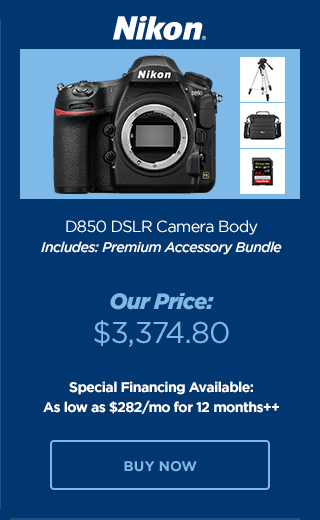 Nikon.
Nikon
D850
D850 DSLR Camera Body
Includes: Premium Accessory Bundle
Our Price:
$3,374.80
Special Financing Available:
As low as $282/mo for 12 months++
BUY NOW